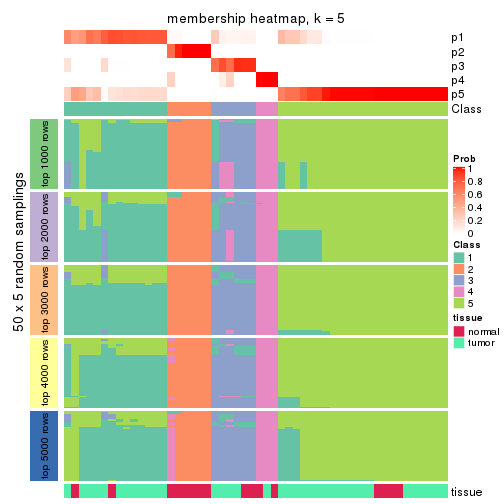 membership heatmap, k = 5
p1
p2
p3
p4
p5
Class
50 x 5 random samplings
top 1000 rows
top 2000 rows
top 3000 rows
top 4000 rows
top 5000 rows
tissue
Prob
1
0.8
0.6
0.4
0.2
0
Class
1
2
3
4
5
tissue
normal
tumor